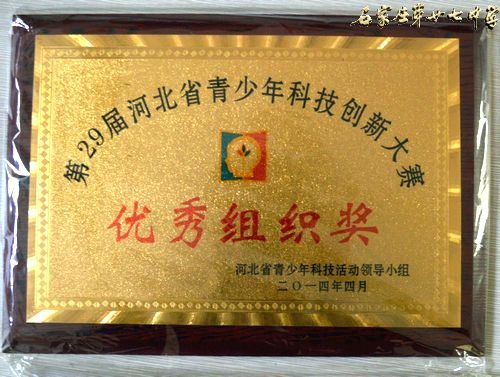 石家庄第廿七中学
第29届河北省青少年科技创新大赛
优秀组织奖
河北省青少年科技活动领导小组
二〇一四年四月